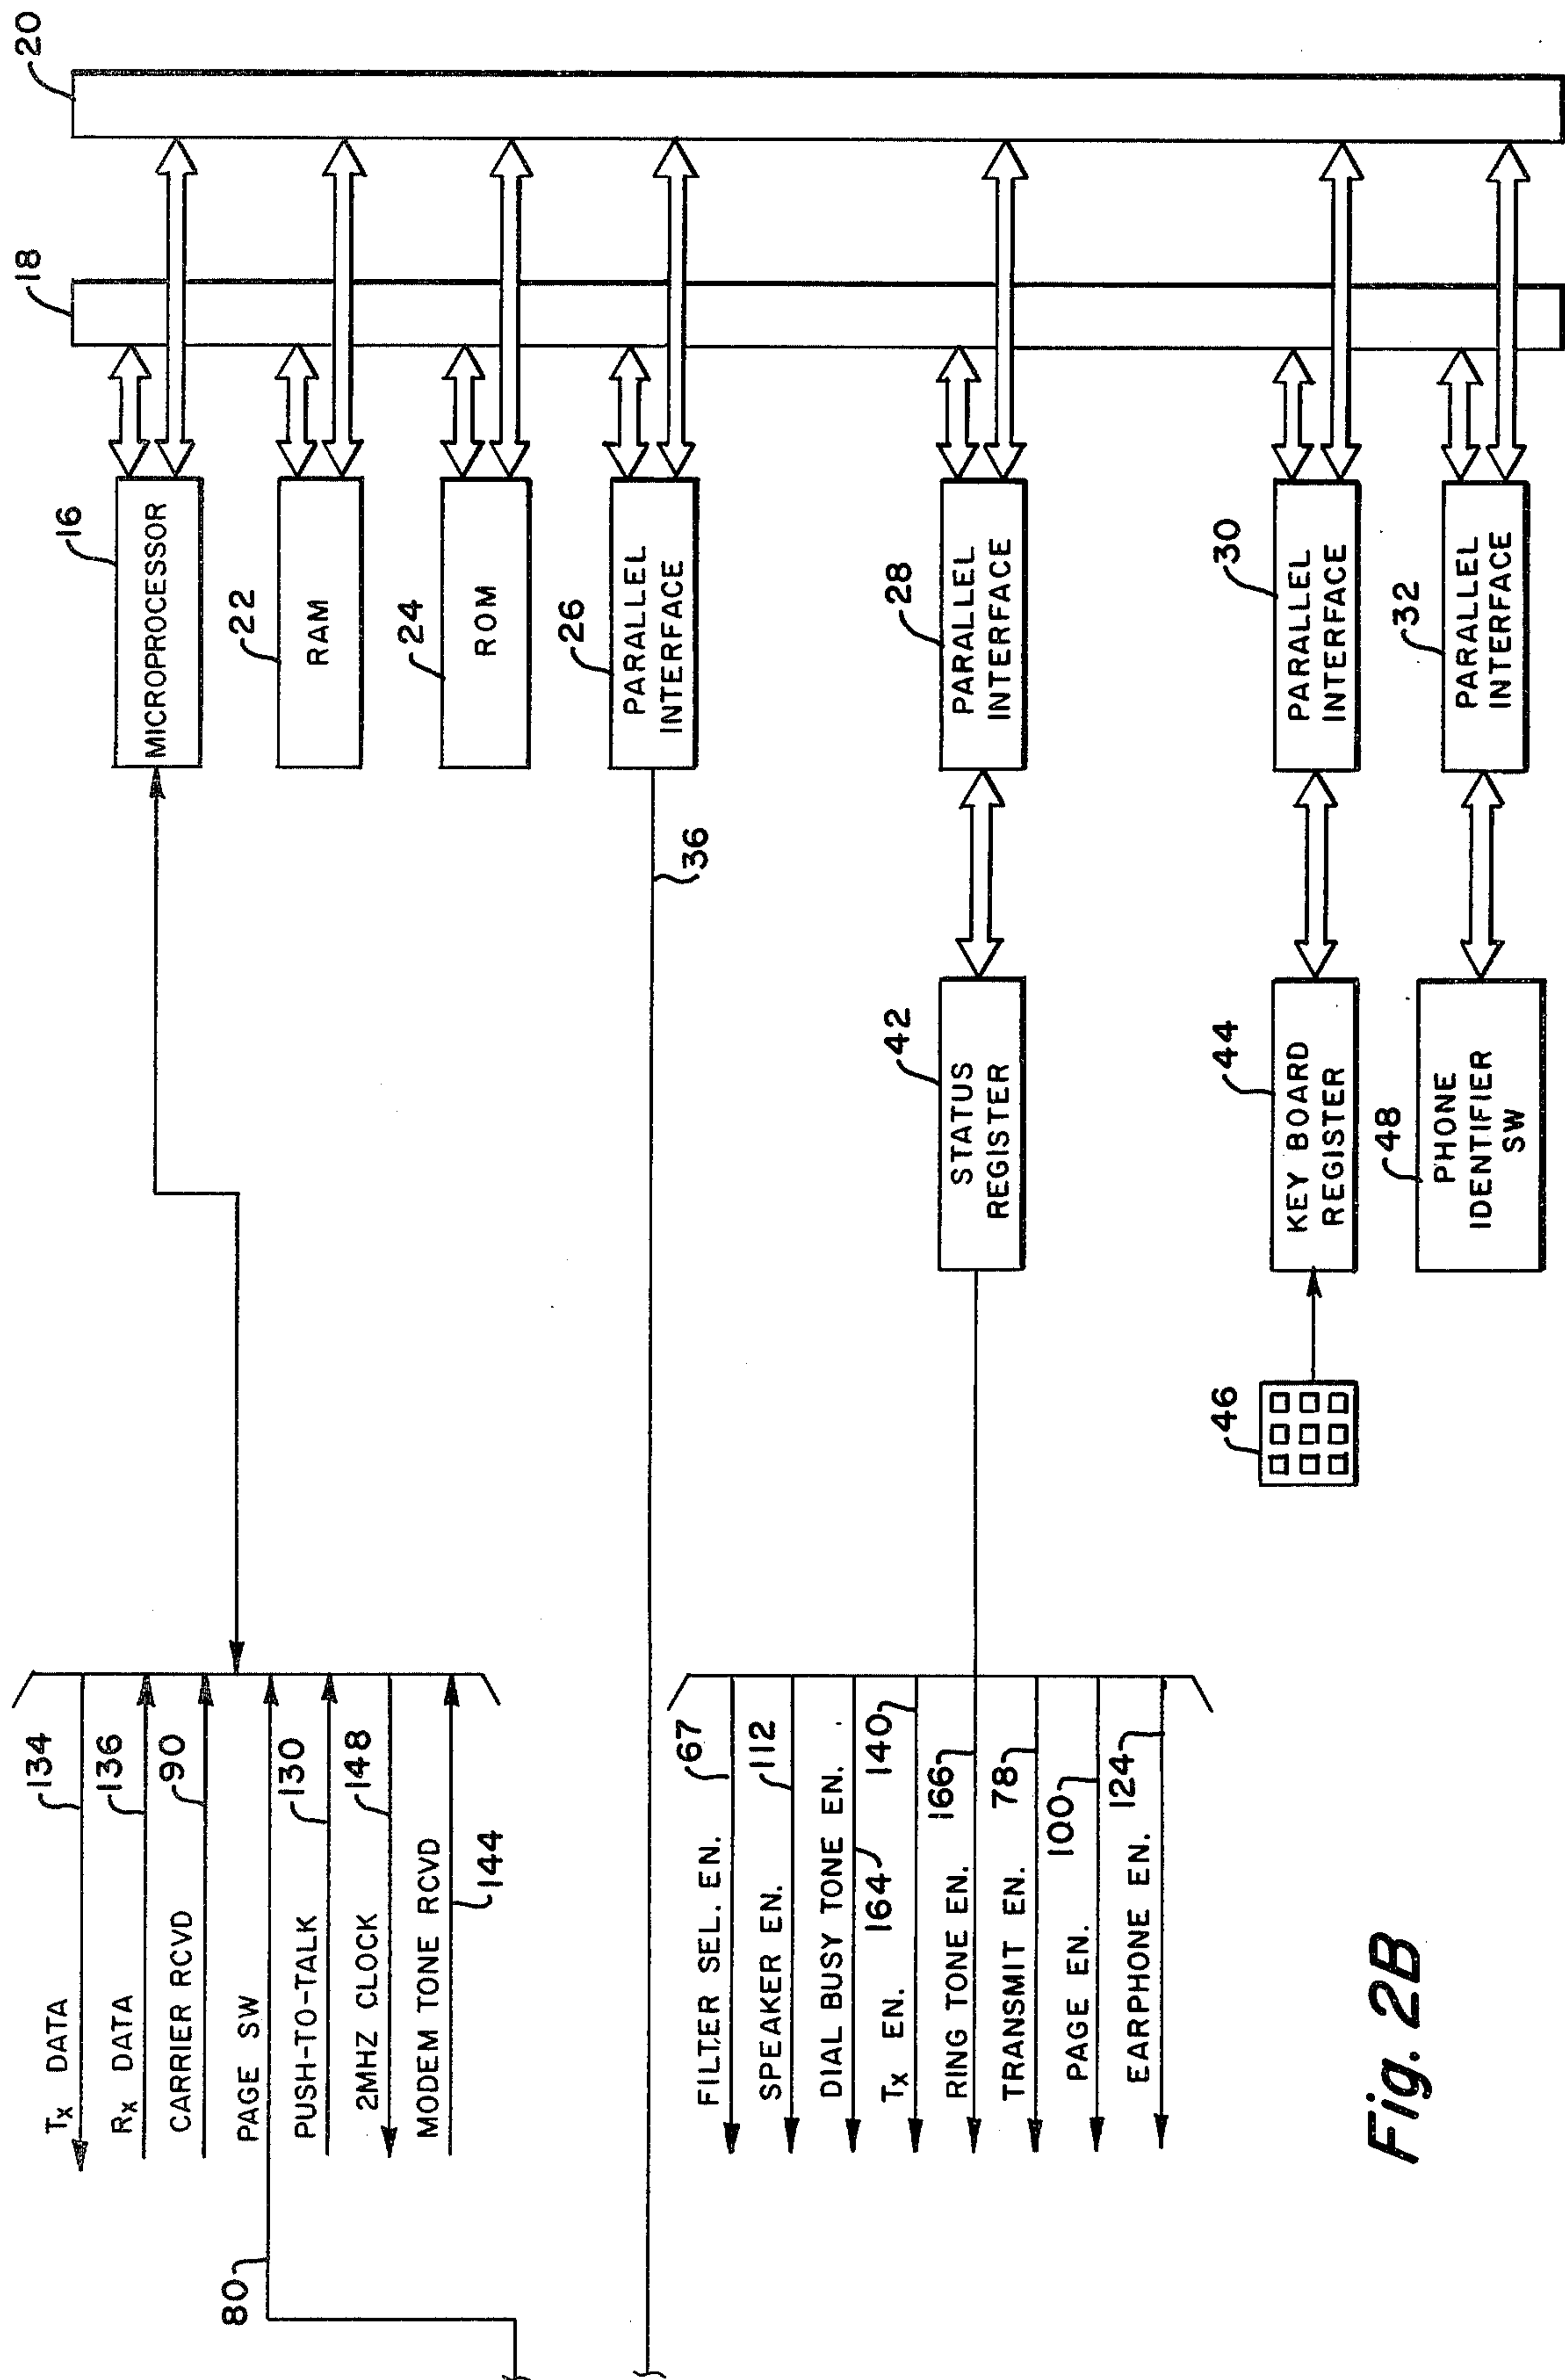 134
Tx DATA
136
Rx DATA
90
CARRIER RCVD
80
PAGE SW
130
PUSH-TO-TALK
148
2MHZ CLOCK
MODEM TONE RCVD
144
16
MICROPROCESSOR
18
20
22
RAM
24
ROM
26
PARALLEL
INTERFACE
36
67
FILTER SEL. EN.
112
SPEAKER EN.
DIAL BUSY TONE EN.
164
140
Tx EN.
166
RING TONE EN.
78
TRANSMIT EN.
100
PAGE EN.
124
EARPHONE EN.
42
STATUS
REGISTER
28
PARALLEL
INTERFACE
46
44
KEY BOARD
REGISTER
30
PARALLEL
INTERFACE
48
PHONE
IDENTIFIER
SW
32
PARALLEL
INTERFACE
Fig. 2B